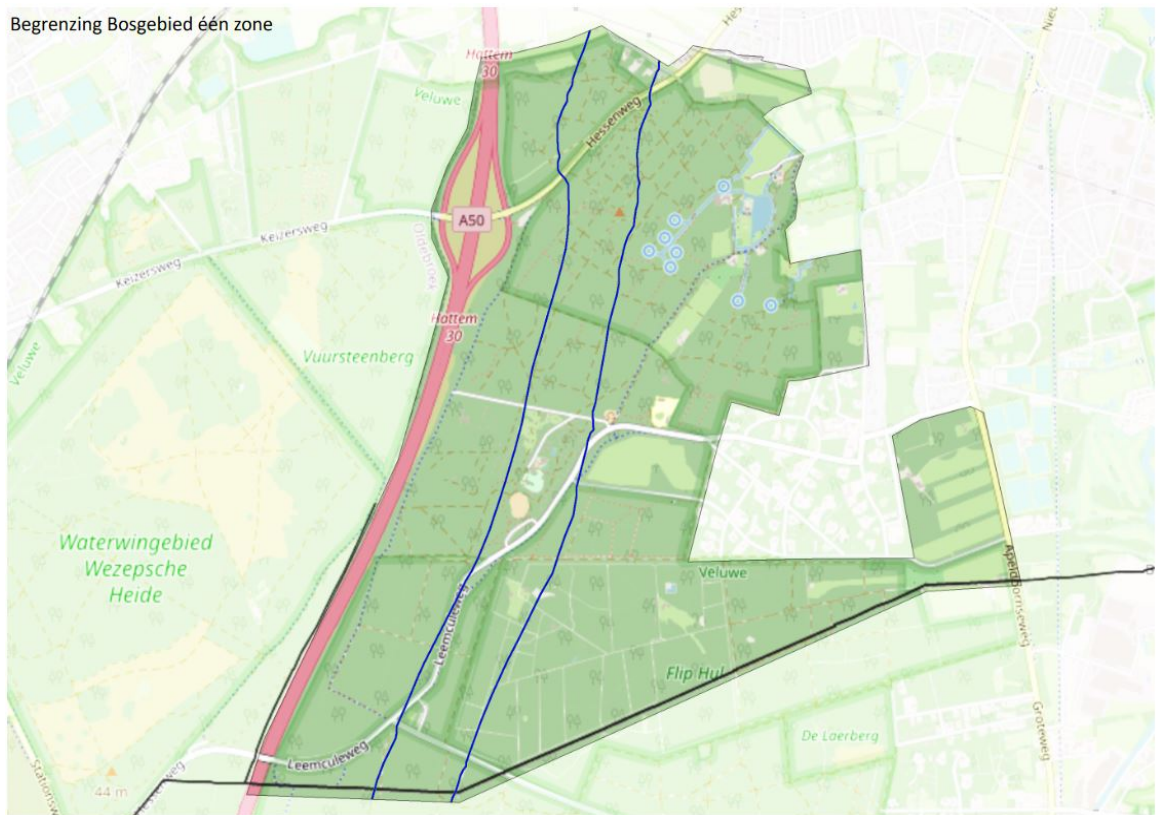 Begrenzing Bosgebied één zone
Hattem
30
Veluwe
Hessenweg
A50
Keizersweg
Keizersweg
Oldebroek
Hattem
30
Veluwe
Vuursteenberg
Waterwingebied
Wezepsche
Heide
Veluwe
Apeldoornseweg
Leemculeweg
Flip Hul
Leemculeweg
De Laerberg
Groteweg
44 m